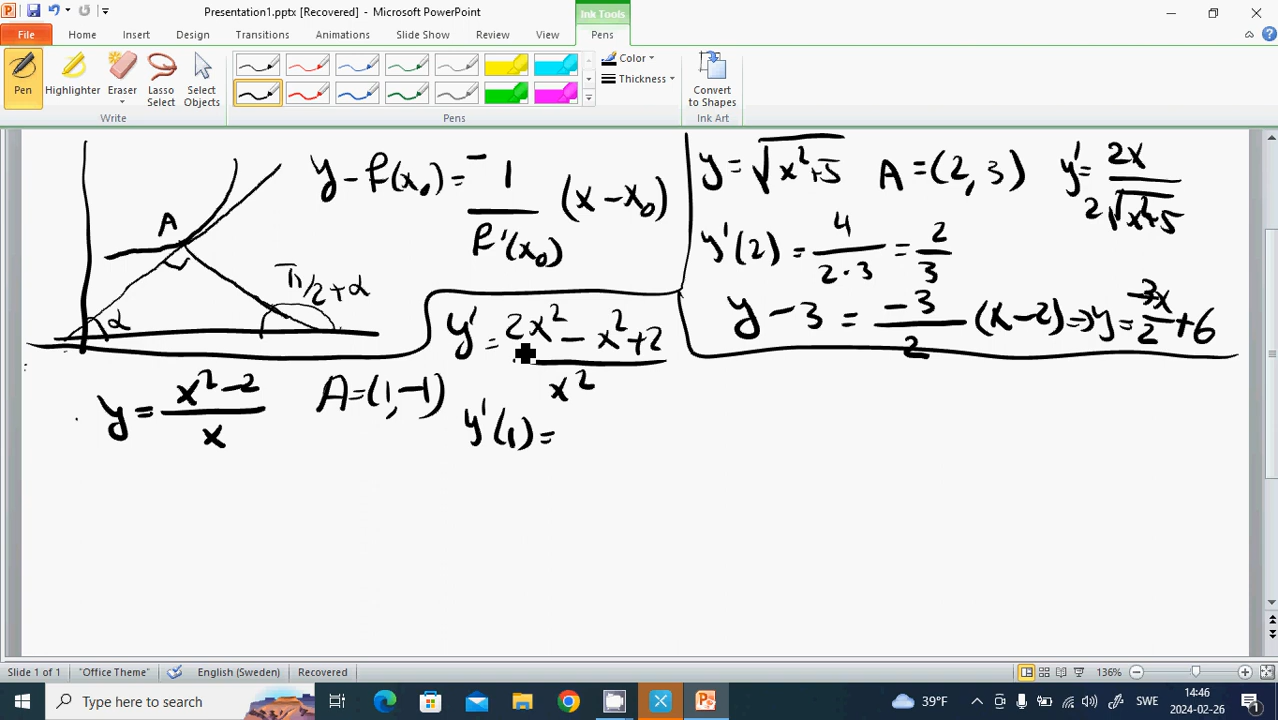 Presentation1.pptx [Recovered] - Microsoft PowerPoint
Ink Tools
File Home Insert Design Transitions Animations Slide Show Review View Pens
Pen Highlighter Eraser Lasso Select Select Objects
Color
Thickness
Convert to Shapes
Write Pens Ink Art
A
α
π/2+α
y-f(x₀)= -1/f'(x₀) (x-x₀)
y=√(x²+5) A=(2,3) y'=2x/2√(x²+5)
y'(2)=4/2·3=2/3
y-3=-3/2(x-2)⇒y=-3x/2+6
y'=2x²-x²+2/x²
y=x²-2/x A=(1,-1)
y'(1)=
Slide 1 of 1 "Office Theme" English (Sweden) Recovered 136%
Type here to search 39°F SWE 14:46
2024-02-26
1